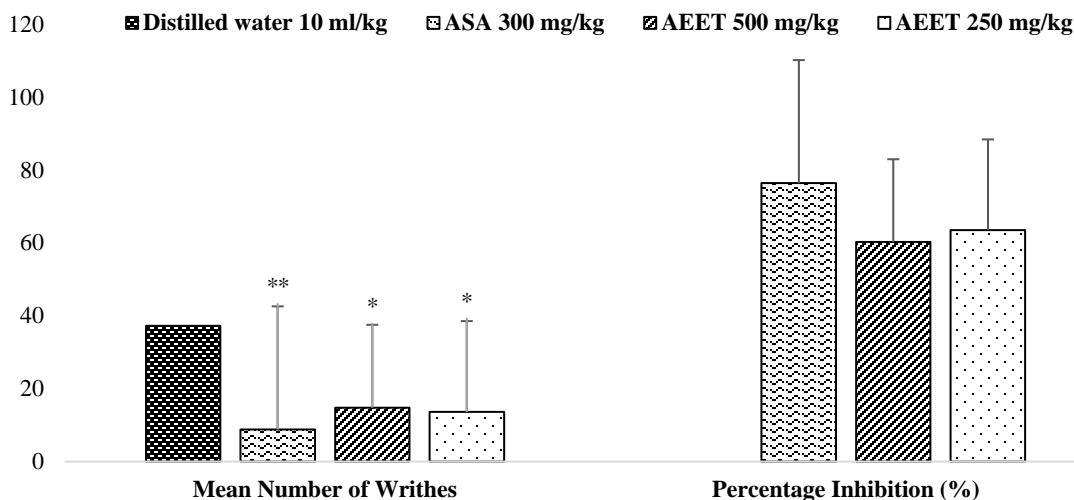 120
Distilled water 10 ml/kg ASA 300 mg/kg AEET 500 mg/kg AEET 250 mg/kg
100
80
60
40
20
0
** * *
Mean Number of Writhes Percentage Inhibition (%)